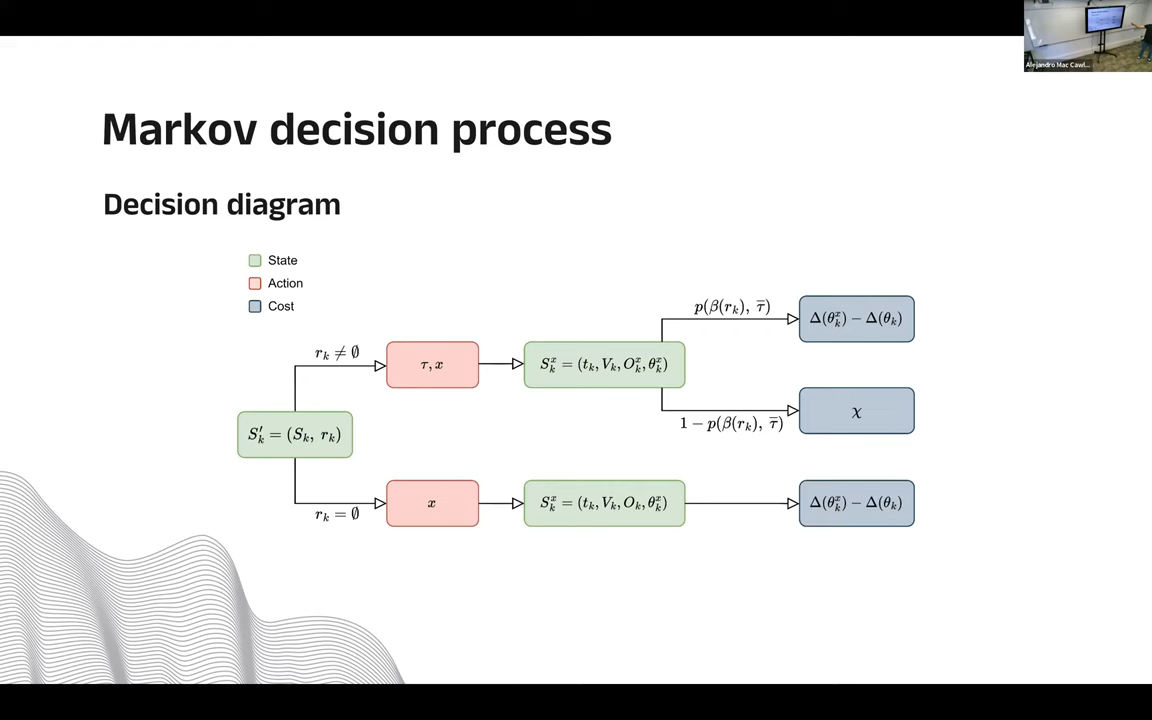 Alejandro Mac Cawl...
Markov decision process
Decision diagram
State
Action
Cost
p(β(r_k), τ̅)
Δ(θ_k^x) − Δ(θ_k)
r_k ≠ ∅
τ, x
S_k^x = (t_k, V_k, O_k^x, θ_k^x)
χ
1 − p(β(r_k), τ̅)
S'_k = (S_k, r_k)
r_k = ∅
x
S_k^x = (t_k, V_k, O_k, θ_k^x)
Δ(θ_k^x) − Δ(θ_k)